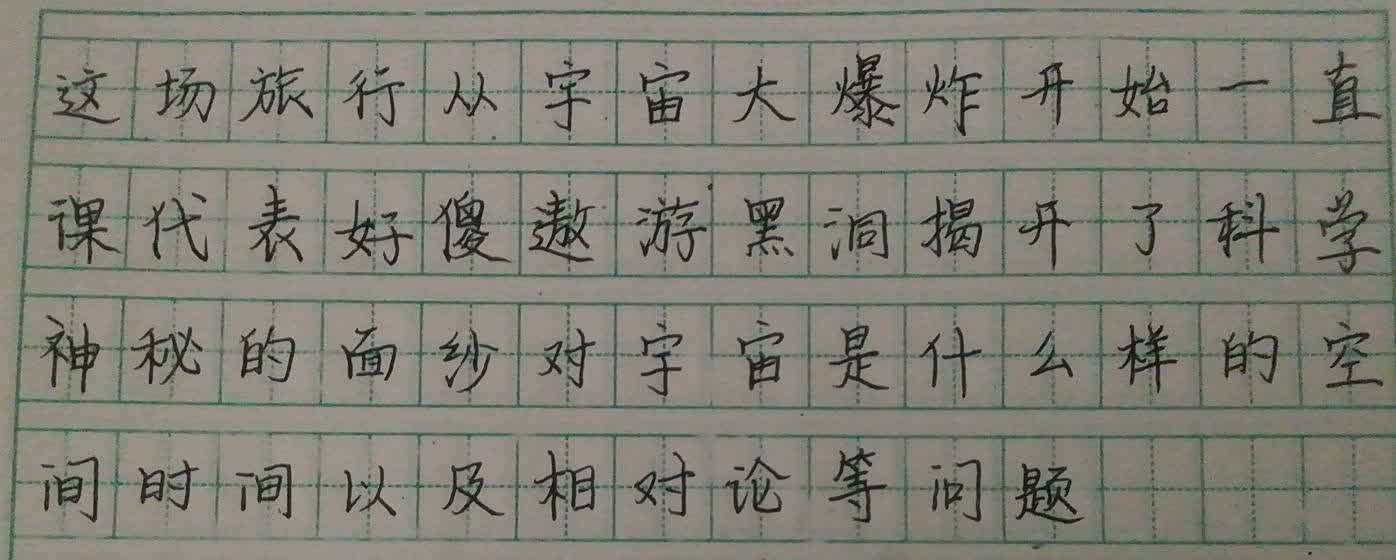 这场旅行从宇宙大爆炸开始一直
课代表好傻遨游黑洞揭开了科学
神秘的面纱对宇宙是什么样的空
间时间以及相对论等问题